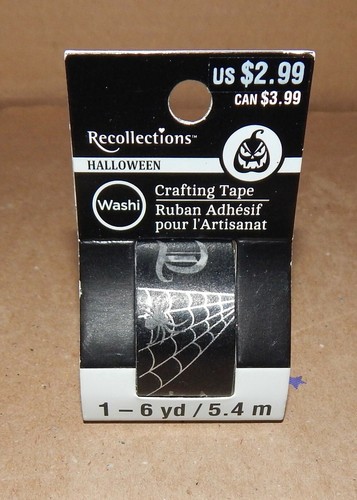 US $2.99
CAN $3.99
Recollections™
HALLOWEEN
Washi
Crafting Tape
Ruban Adhésif
pour l'Artisanat
1 – 6 yd / 5.4 m